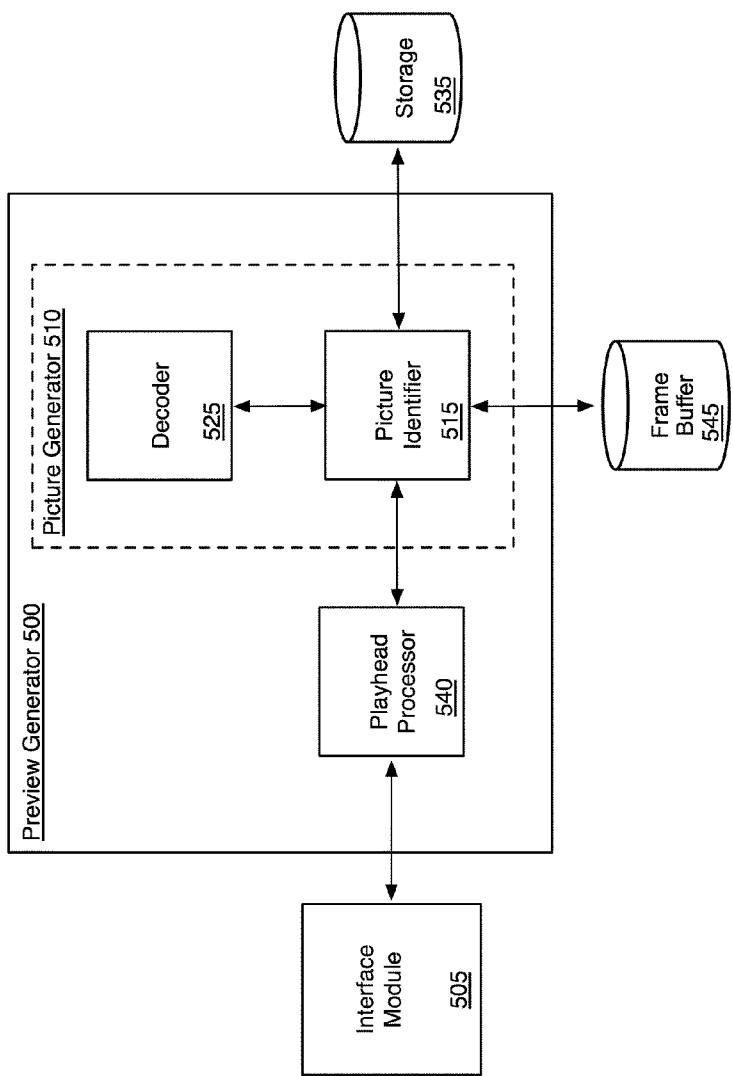 Preview Generator 500
Picture Generator 510
Decoder
525
Storage
535
Interface
Module
505
Playhead
Processor
540
Picture
Identifier
515
Frame
Buffer
545